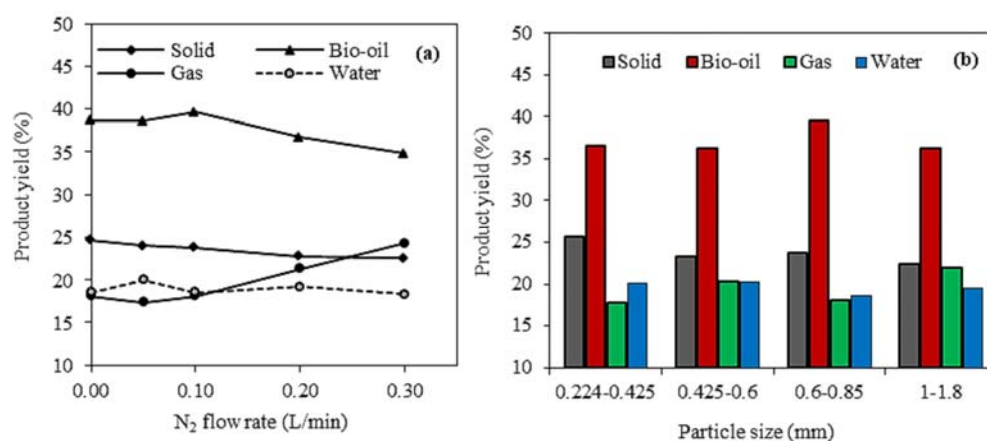 50
45
40
35
30
25
20
15
10
Product yield (%)
Solid Bio-oil (a)
Gas Water
0.00 0.10 0.20 0.30
N₂ flow rate (L/min)
50
45
40
35
30
25
20
15
10
Product yield (%)
Solid Bio-oil Gas Water (b)
0.224-0.425 0.425-0.6 0.6-0.85 1-1.8
Particle size (mm)